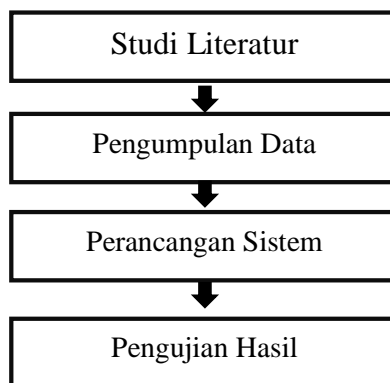 Studi Literatur
Pengumpulan Data
Perancangan Sistem
Pengujian Hasil